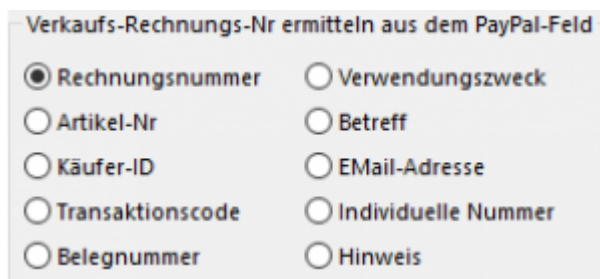 Verkaufs-Rechnungs-Nr ermitteln aus dem PayPal-Feld
Rechnungsnummer
Verwendungszweck
Artikel-Nr
Betreff
Käufer-ID
EMail-Adresse
Transaktionscode
Individuelle Nummer
Belegnummer
Hinweis